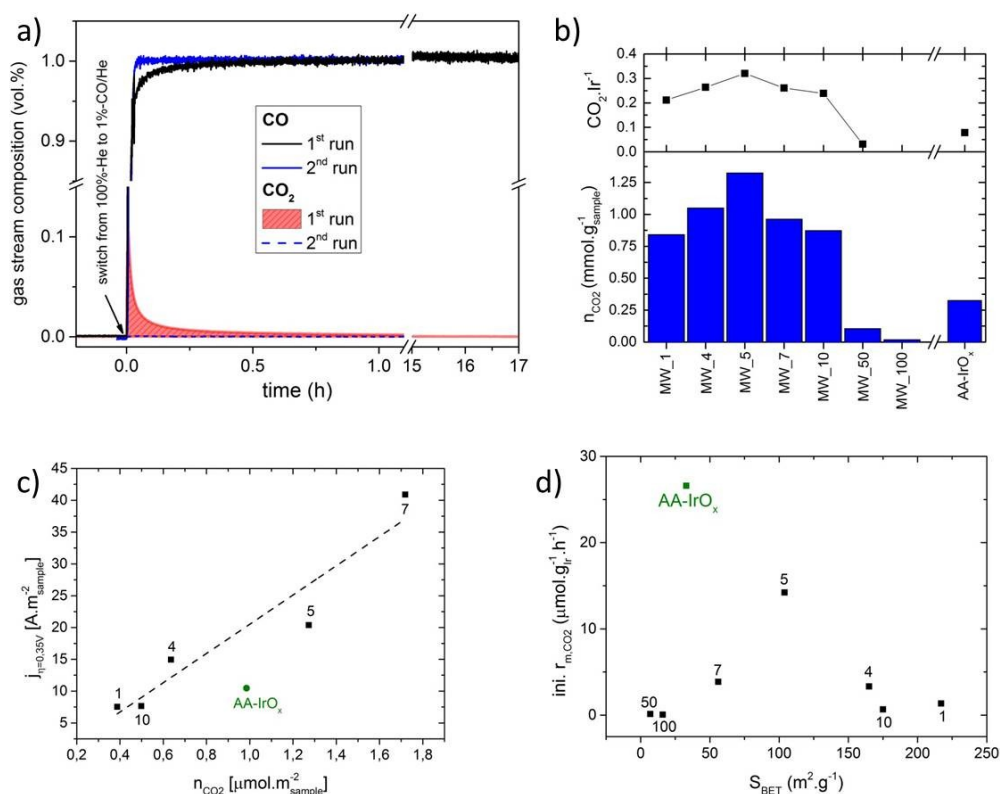 a)
gas stream composition (vol.%)
1.0
0.9
0.1
0.0
switch from 100%-He to 1%-CO/He
CO
1st run
2nd run
CO2
1st run
2nd run
0.0
0.5
1.0
15
16
17
time (h)
b)
CO2.Ir-1
0.4
0.3
0.2
0.1
0.0
nCO2 (mmol.g-1sample)
1.25
1.00
0.75
0.50
0.25
0.00
MW_1
MW_4
MW_5
MW_7
MW_10
MW_50
MW_100
AA-IrOx
c)
jη=0.35V [A.m-2sample]
45
40
35
30
25
20
15
10
5
7
5
4
1
10
AA-IrOx
0,2 0,4 0,6 0,8 1,0 1,2 1,4 1,6 1,8
nCO2 [μmol.m-2sample]
d)
ini. rm,CO2 (μmol.g-1Ir.h-1)
30
20
10
0
AA-IrOx
5
7
4
50
100
10
1
0 50 100 150 200 250
SBET (m2.g-1)